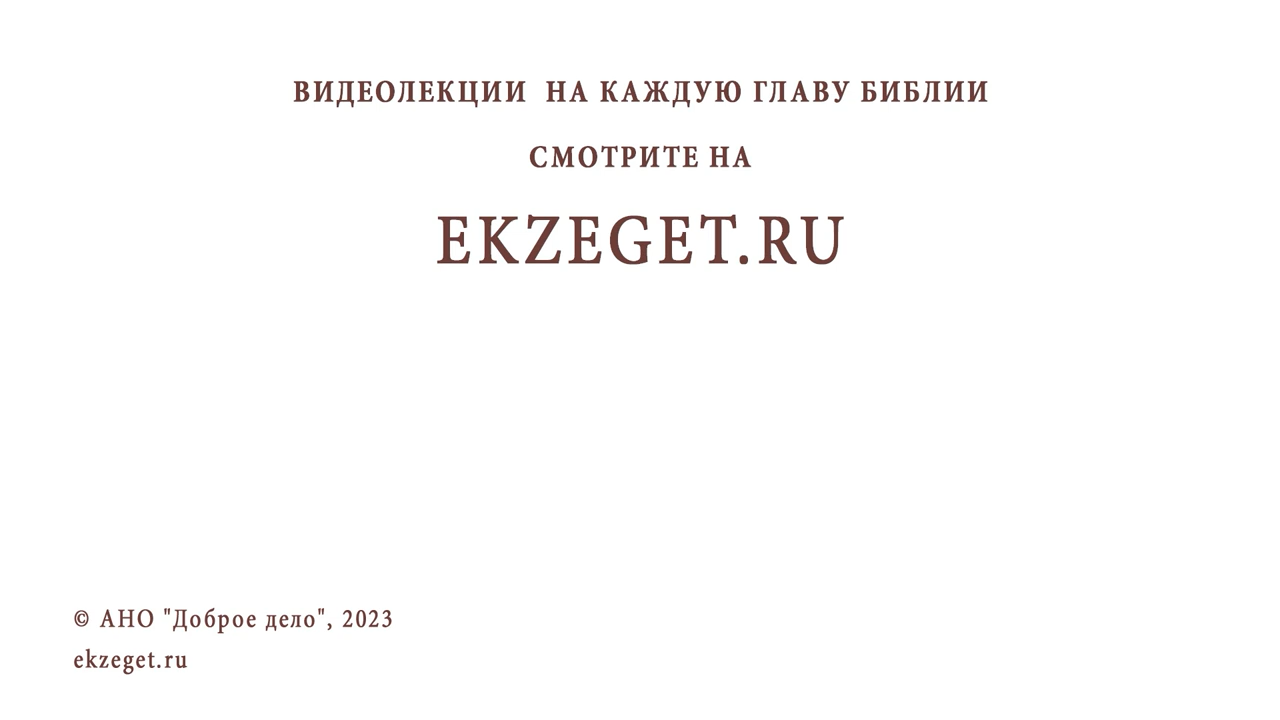 ВИДЕОЛЕКЦИИ НА КАЖДУЮ ГЛАВУ БИБЛИИ
СМОТРИТЕ НА
EKZEGET.RU
© АНО "Доброе дело", 2023
ekzeget.ru